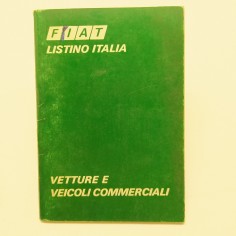 FIAT
LISTINO ITALIA
VETTURE E
VEICOLI COMMERCIALI